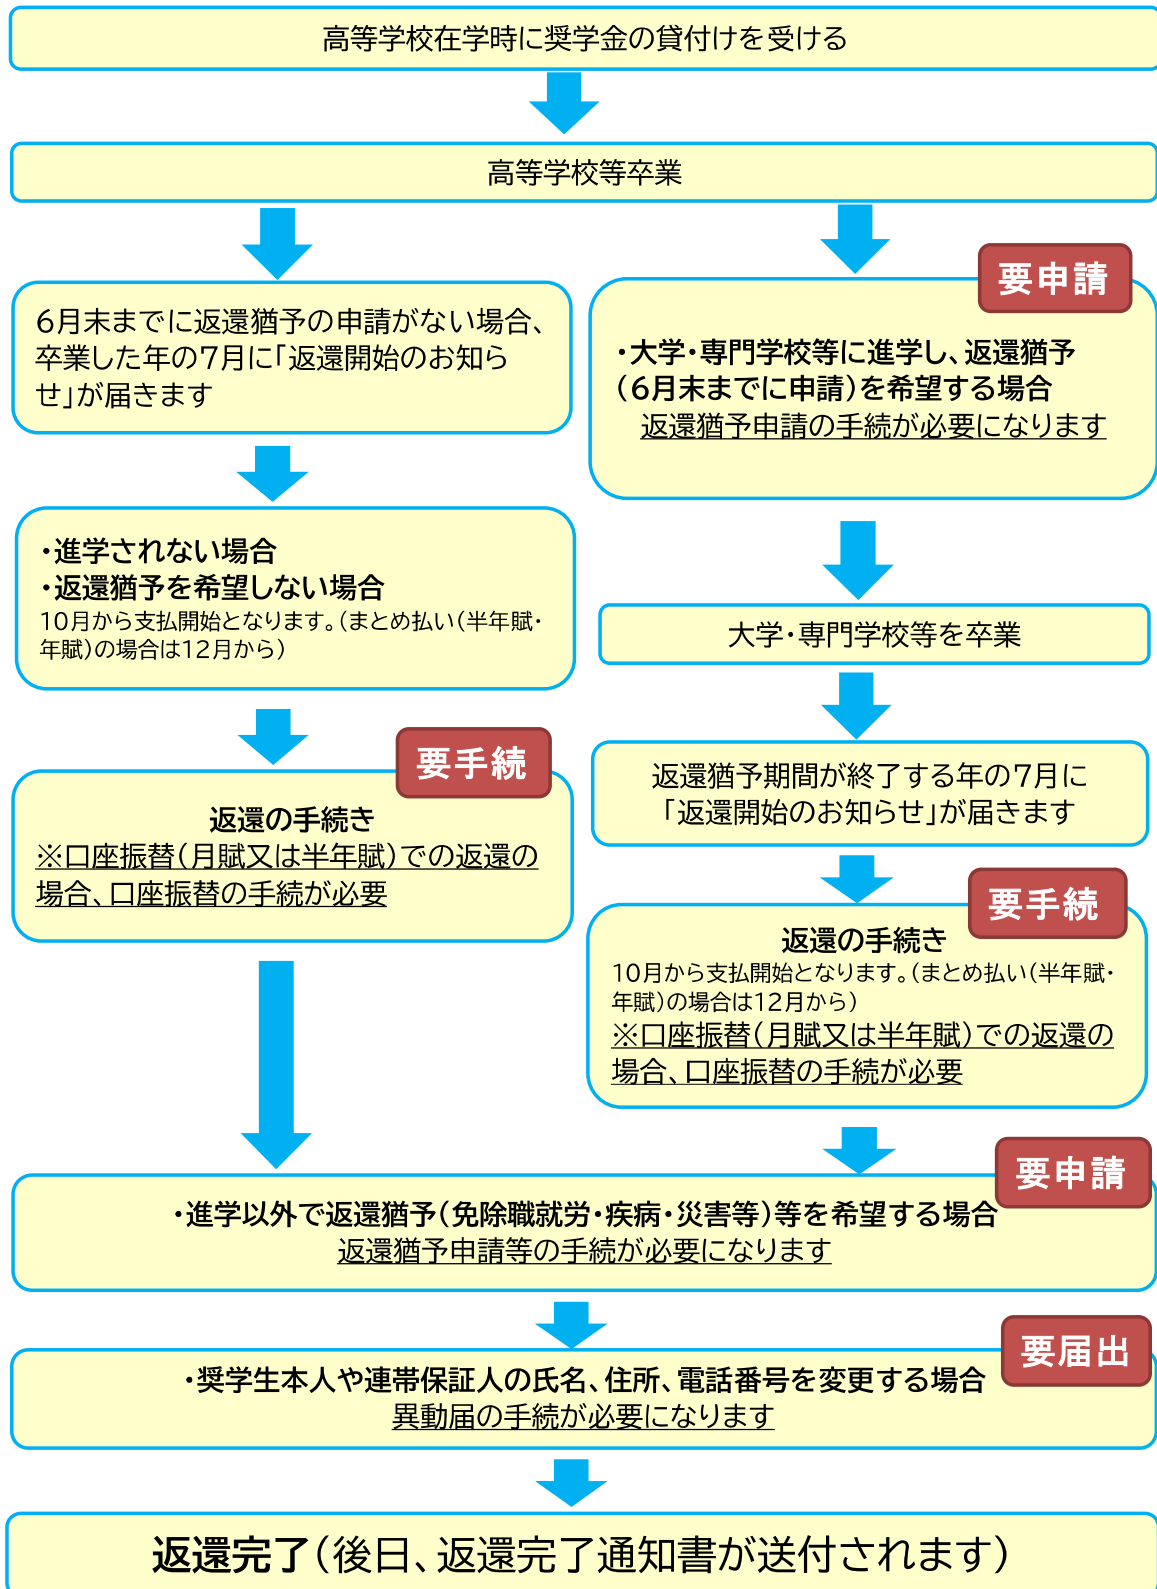 高等学校在学時に奨学金の貸付けを受ける
高等学校等卒業
6月末までに返還猶予の申請がない場合、
卒業した年の7月に「返還開始のお知ら
せ」が届きます
・進学されない場合
・返還猶予を希望しない場合
10月から支払開始となります。(まとめ払い(半年賦・
年賦)の場合は12月から)
要手続
返還の手続き
※口座振替(月賦又は半年賦)での返還の
場合、口座振替の手続が必要
要申請
・大学・専門学校等に進学し、返還猶予
(6月末までに申請)を希望する場合
返還猶予申請の手続が必要になります
大学・専門学校等を卒業
返還猶予期間が終了する年の7月に
「返還開始のお知らせ」が届きます
要手続
返還の手続き
10月から支払開始となります。(まとめ払い(半年賦・
年賦)の場合は12月から)
※口座振替(月賦又は半年賦)での返還の
場合、口座振替の手続が必要
要申請
・進学以外で返還猶予(免除職就労・疾病・災害等)等を希望する場合
返還猶予申請等の手続が必要になります
要届出
・奨学生本人や連帯保証人の氏名、住所、電話番号を変更する場合
異動届の手続が必要になります
返還完了(後日、返還完了通知書が送付されます)